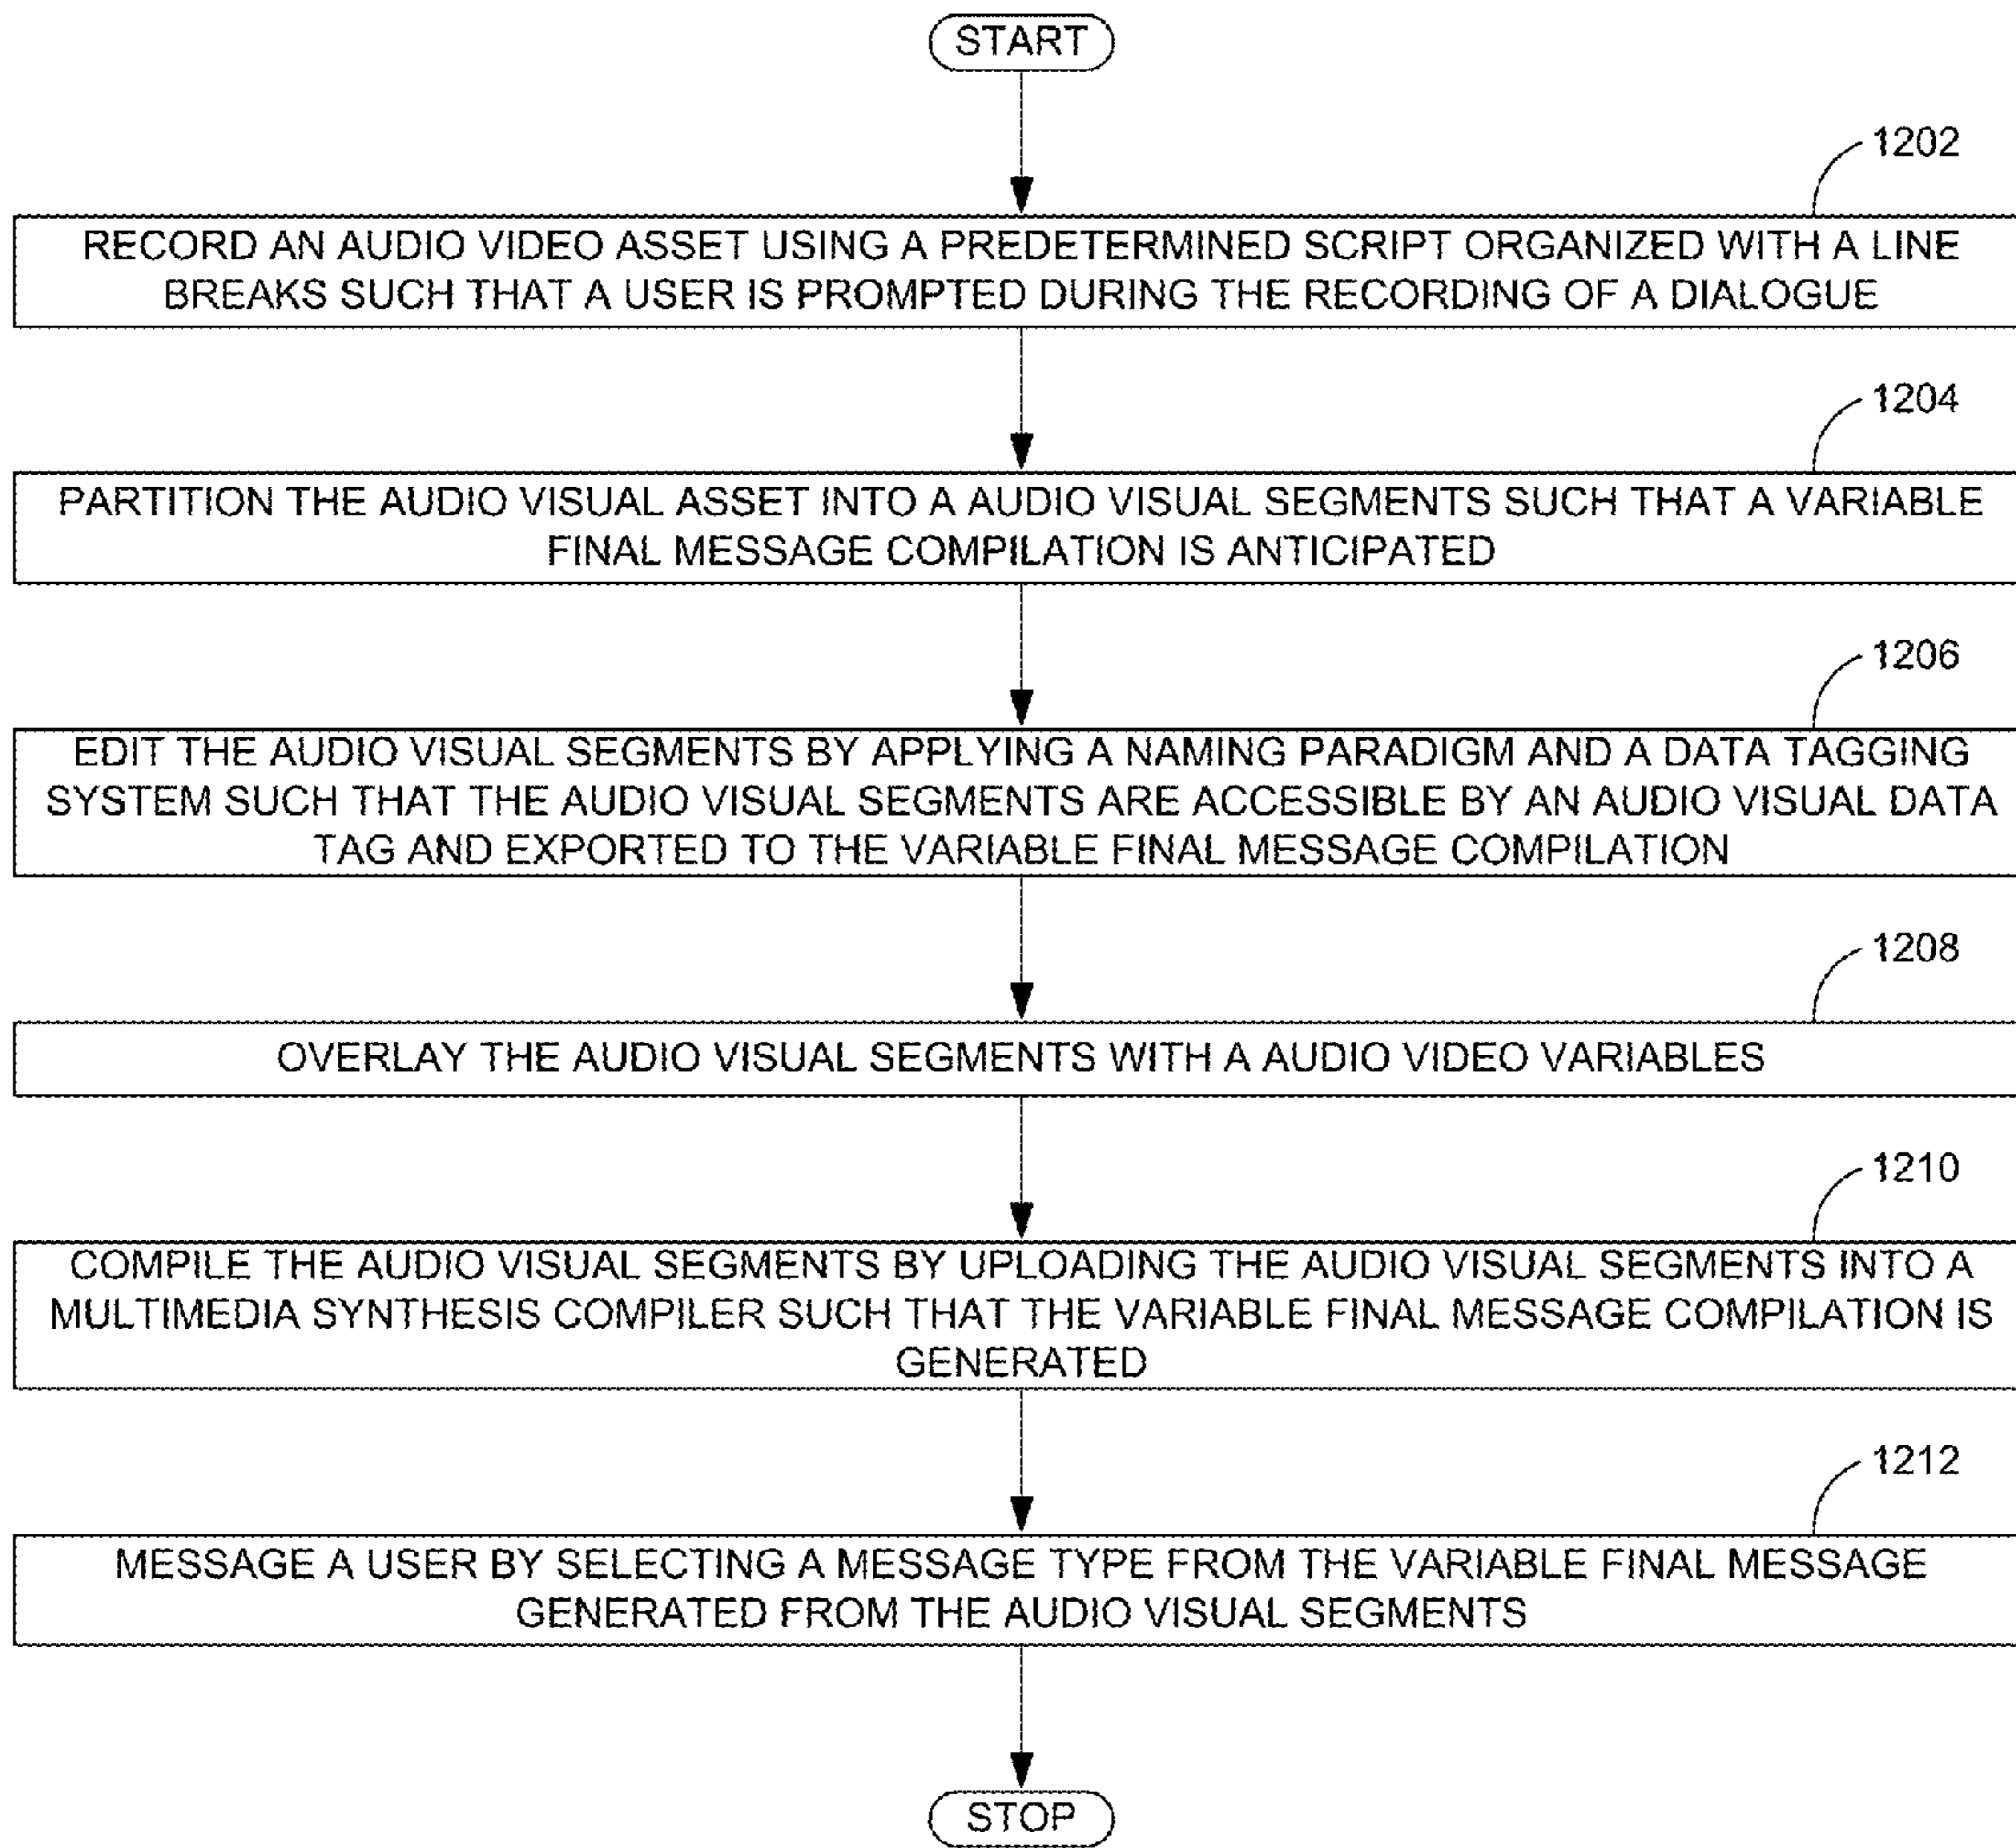 START
1202
RECORD AN AUDIO VIDEO ASSET USING A PREDETERMINED SCRIPT ORGANIZED WITH A LINE
BREAKS SUCH THAT A USER IS PROMPTED DURING THE RECORDING OF A DIALOGUE
1204
PARTITION THE AUDIO VISUAL ASSET INTO A AUDIO VISUAL SEGMENTS SUCH THAT A VARIABLE
FINAL MESSAGE COMPILATION IS ANTICIPATED
1206
EDIT THE AUDIO VISUAL SEGMENTS BY APPLYING A NAMING PARADIGM AND A DATA TAGGING
SYSTEM SUCH THAT THE AUDIO VISUAL SEGMENTS ARE ACCESSIBLE BY AN AUDIO VISUAL DATA
TAG AND EXPORTED TO THE VARIABLE FINAL MESSAGE COMPILATION
1208
OVERLAY THE AUDIO VISUAL SEGMENTS WITH A AUDIO VIDEO VARIABLES
1210
COMPILE THE AUDIO VISUAL SEGMENTS BY UPLOADING THE AUDIO VISUAL SEGMENTS INTO A
MULTIMEDIA SYNTHESIS COMPILER SUCH THAT THE VARIABLE FINAL MESSAGE COMPILATION IS
GENERATED
1212
MESSAGE A USER BY SELECTING A MESSAGE TYPE FROM THE VARIABLE FINAL MESSAGE
GENERATED FROM THE AUDIO VISUAL SEGMENTS
STOP